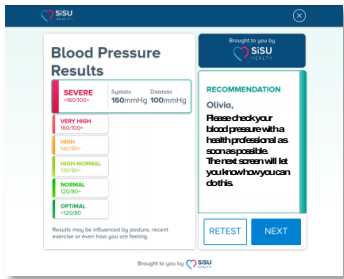 SiSU
HEALTH
Blood Pressure
Results
SEVERE
>160/100+
Systolic
160mmHg
Diastolic
100mmHg
VERY HIGH
160/100+
HIGH
140/90+
HIGH-NORMAL
130/80+
NORMAL
120/80+
OPTIMAL
<120/80
Results may be influenced by posture, recent
exercise or even how you are feeling.
Brought to you by
SiSU
HEALTH
RECOMMENDATION
Olivia,
Please check your
blood pressure with a
health professional as
soon as possible.
The next screen will let
you know how you can
do this.
RETEST
NEXT
Brought to you by
SiSU
HEALTH